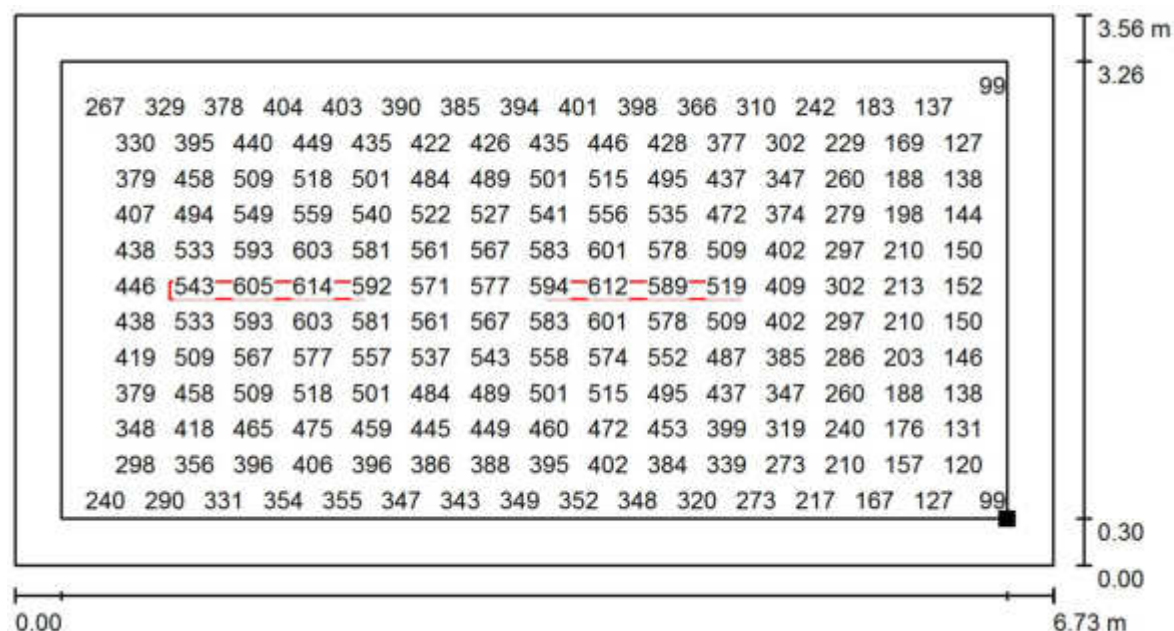 3.56 m
3.26
99
267 329 378 404 403 390 385 394 401 398 366 310 242 183 137
330 395 440 449 435 422 426 435 446 428 377 302 229 169 127
379 458 509 518 501 484 489 501 515 495 437 347 260 188 138
407 494 549 559 540 522 527 541 556 535 472 374 279 198 144
438 533 593 603 581 561 567 583 601 578 509 402 297 210 150
446 543 605 614 592 571 577 594 612 589 519 409 302 213 152
438 533 593 603 581 561 567 583 601 578 509 402 297 210 150
419 509 567 577 557 537 543 558 574 552 487 385 286 203 146
379 458 509 518 501 484 489 501 515 495 437 347 260 188 138
348 418 465 475 459 445 449 460 472 453 399 319 240 176 131
298 356 396 406 396 386 388 395 402 384 339 273 210 157 120
240 290 331 354 355 347 343 349 352 348 320 273 217 167 127 99
0.30
0.00
0.00 6.73 m